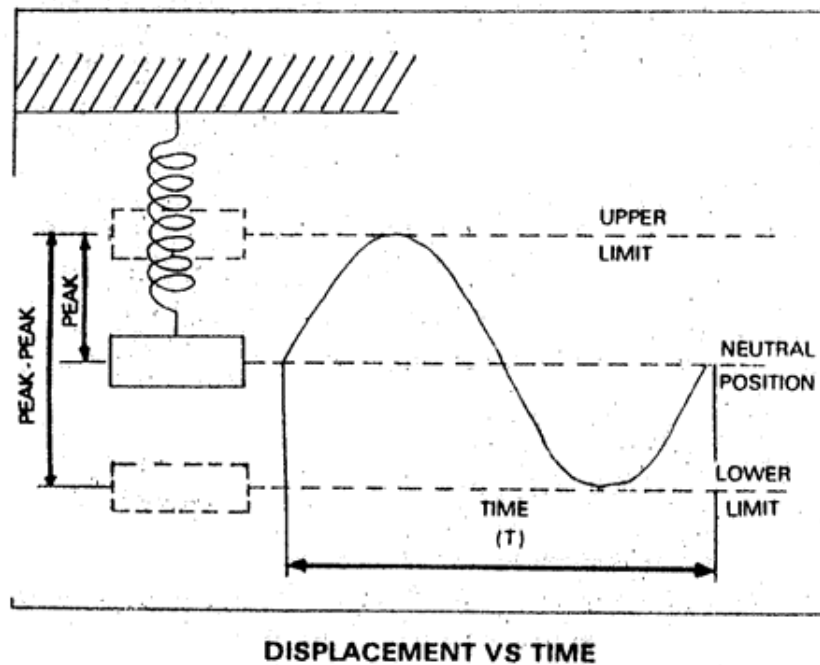 UPPER
LIMIT
PEAK
PEAK - PEAK
NEUTRAL
POSITION
LOWER
LIMIT
TIME
(T)
DISPLACEMENT VS TIME